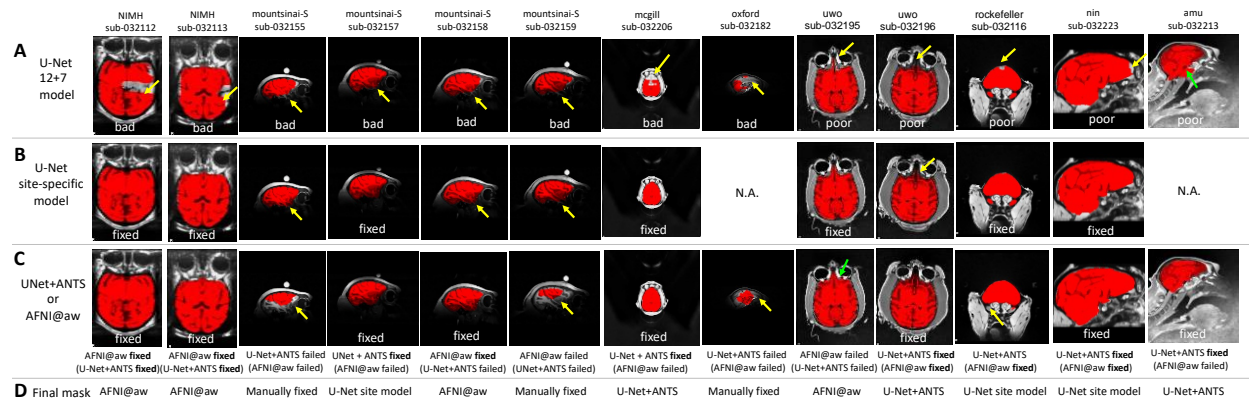 NIMH sub-032112
NIMH sub-032113
mountsinai-S sub-032155
mountsinai-S sub-032157
mountsinai-S sub-032158
mountsinai-S sub-032159
mcgill sub-032206
oxford sub-032182
uwo sub-032195
uwo sub-032196
rockefeller sub-032116
nin sub-032223
amu sub-032213
A
U-Net
12+7
model
bad
bad
bad
bad
bad
bad
bad
bad
poor
poor
poor
poor
poor
B
U-Net
site-specific
model
fixed
fixed
fixed
fixed
N.A.
fixed
fixed
fixed
N.A.
C
UNet+ANTS
or
AFNI@aw
fixed
fixed
fixed
fixed
fixed
fixed
fixed
fixed
fixed
AFNI@aw fixed
(U-Net+ANTS fixed)
AFNI@aw fixed
(U-Net+ANTS fixed)
U-Net+ANTS failed
(AFNI@aw failed)
UNet + ANTS fixed
(AFNI@aw failed)
AFNI@aw fixed
(U-Net+ANTS failed)
AFNI@aw failed
(UNet+ANTS failed)
U-Net + ANTS fixed
(AFNI@aw fixed)
U-Net+ANTS failed
(AFNI@aw failed)
AFNI@aw failed
(U-Net+ANTS failed)
U-Net+ANTS fixed
(AFNI@aw fixed)
U-Net+ANTS
(AFNI@aw fixed)
U-Net+ANTS fixed
(AFNI@aw fixed)
U-Net+ANTS fixed
(AFNI@aw failed)
D Final mask AFNI@aw AFNI@aw Manually fixed U-Net site model AFNI@aw Manually fixed U-Net+ANTS Manually fixed AFNI@aw U-Net+ANTS U-Net site model U-Net site model U-Net+ANTS